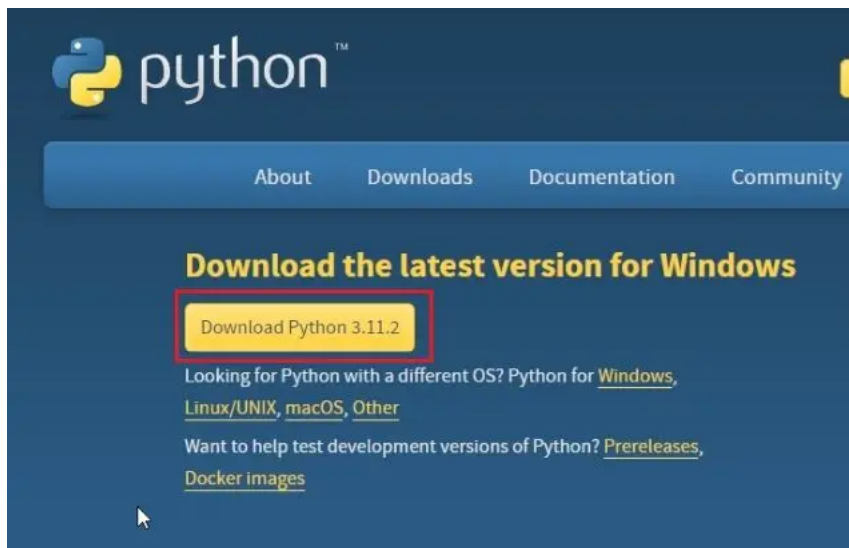 python™
About Downloads Documentation Community
Download the latest version for Windows
Download Python 3.11.2
Looking for Python with a different OS? Python for Windows,
Linux/UNIX, macOS, Other
Want to help test development versions of Python? Prereleases,
Docker images